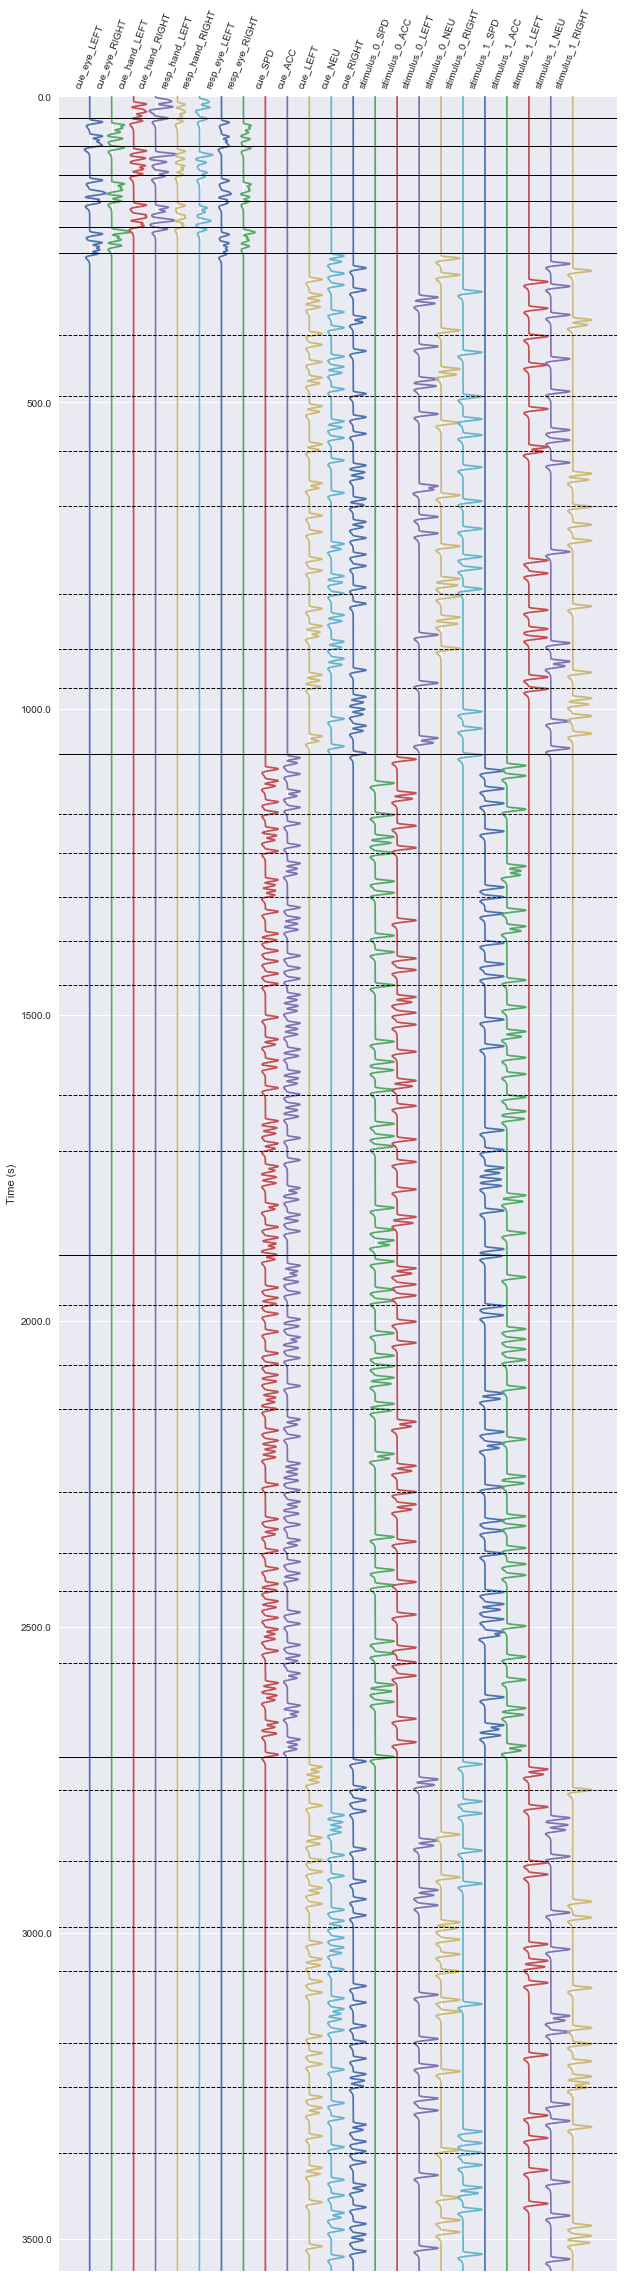 cue_eye_LEFT
cue_eye_RIGHT
cue_hand_LEFT
cue_hand_RIGHT
resp_hand_LEFT
resp_hand_RIGHT
resp_eye_LEFT
resp_eye_RIGHT
cue_SPD
cue_ACC
cue_LEFT
cue_NEU
cue_RIGHT
stimulus_0_SPD
stimulus_0_ACC
stimulus_0_LEFT
stimulus_0_NEU
stimulus_0_RIGHT
stimulus_1_SPD
stimulus_1_ACC
stimulus_1_LEFT
stimulus_1_NEU
stimulus_1_RIGHT
0.0
500.0
1000.0
1500.0
Time (s)
2000.0
2500.0
3000.0
3500.0